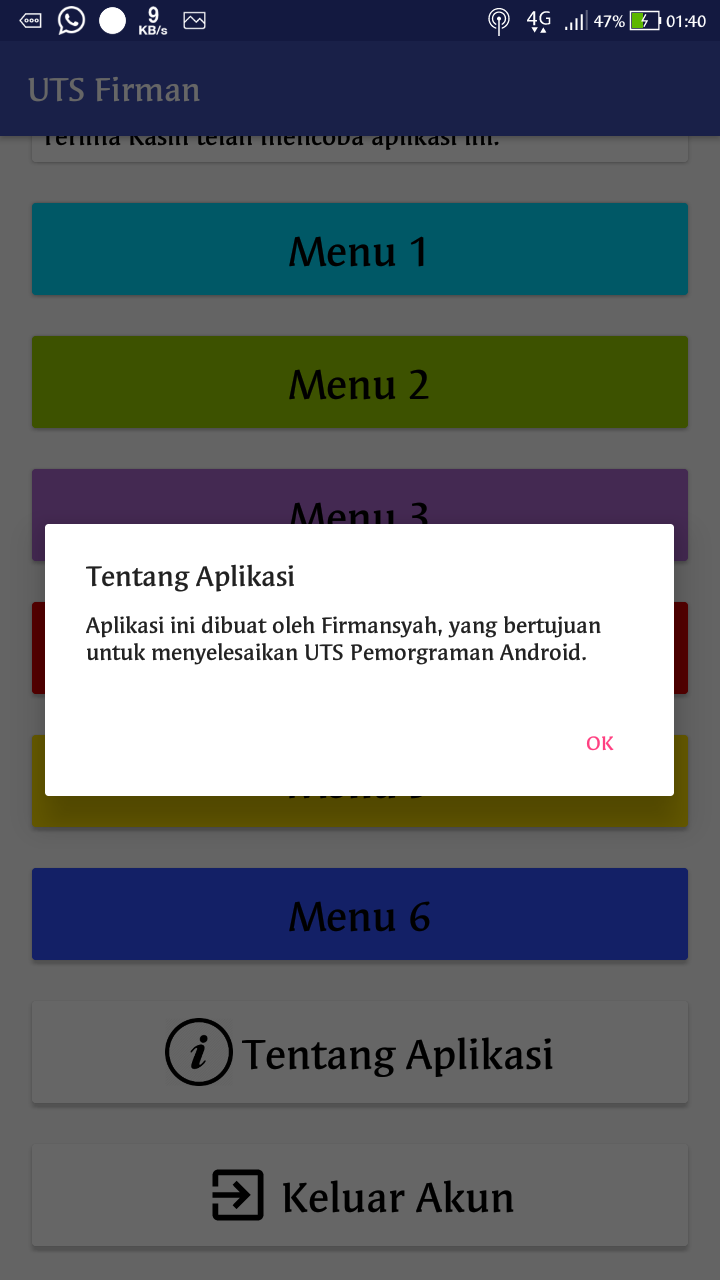 9
KB/s
4G
47%
01:40
UTS Firman
Terima Kasih telah mencoba aplikasi ini.
Menu 1
Menu 2
Menu 3
Tentang Aplikasi
Aplikasi ini dibuat oleh Firmansyah, yang bertujuan
untuk menyelesaikan UTS Pemorgraman Android.
OK
Menu 6
Tentang Aplikasi
Keluar Akun